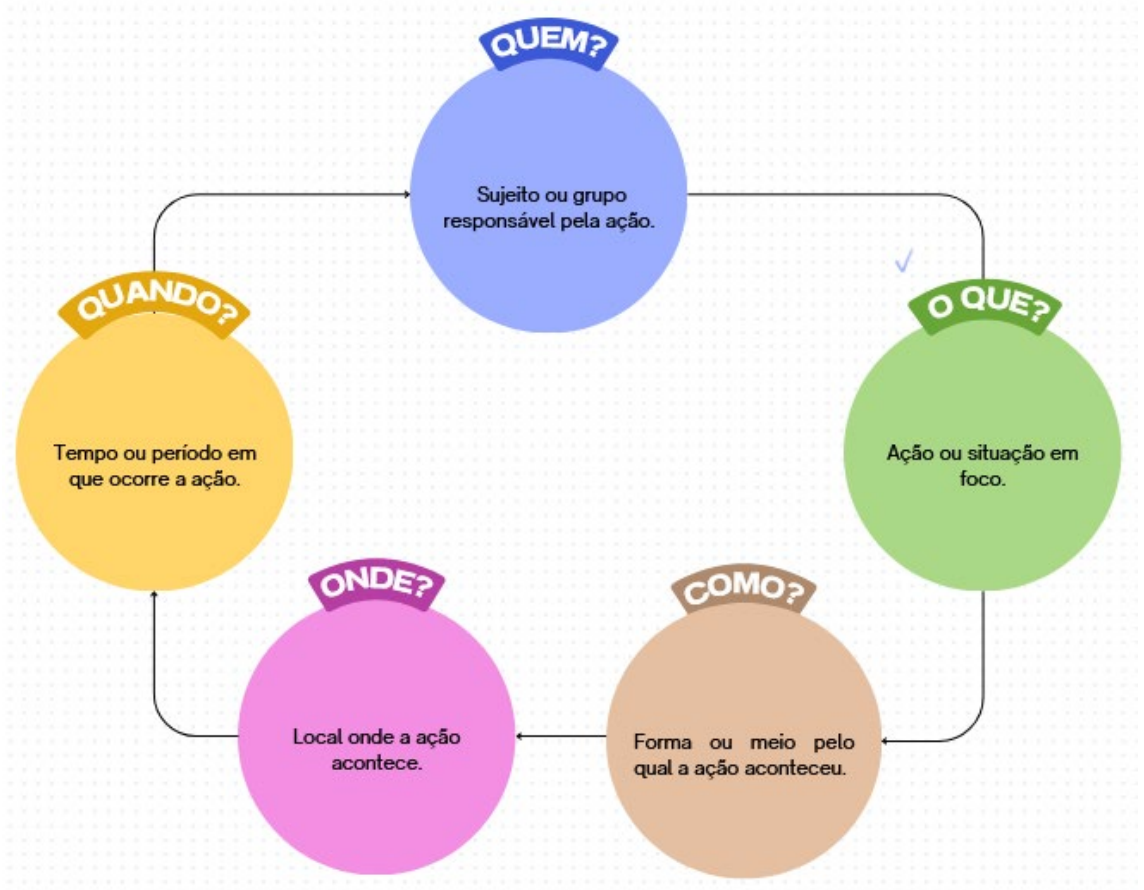 QUEM?
Sujeito ou grupo
responsável pela ação.
O QUE?
Ação ou situação em
foco.
COMO?
Forma ou meio pelo
qual a ação aconteceu.
ONDE?
Local onde a ação
acontece.
QUANDO?
Tempo ou período em
que ocorre a ação.